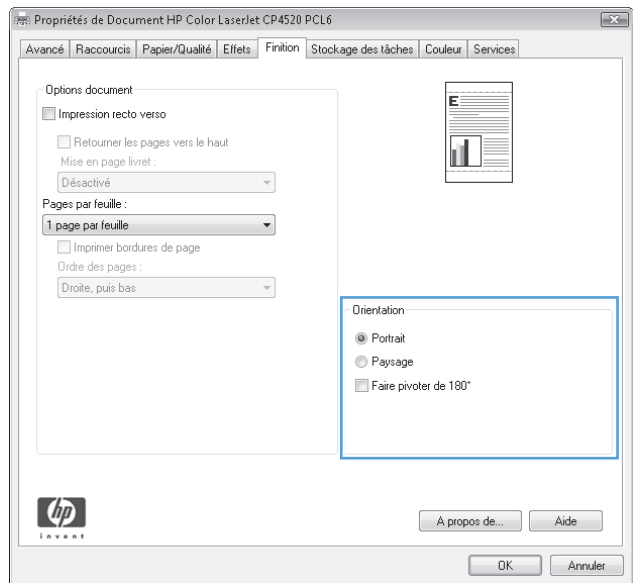 Propriétés de Document HP Color LaserJet CP4520 PCL6
Avancé Raccourcis Papier/Qualité Effets Finition Stockage des tâches Couleur Services
Options document
Impression recto verso
Retourner les pages vers le haut
Mise en page livret :
Désactivé
Pages par feuille :
1 page par feuille
Imprimer bordures de page
Ordre des pages :
Droite, puis bas
E
Orientation
Portrait
Paysage
Faire pivoter de 180°
hp
invent
A propos de... Aide
OK Annuler